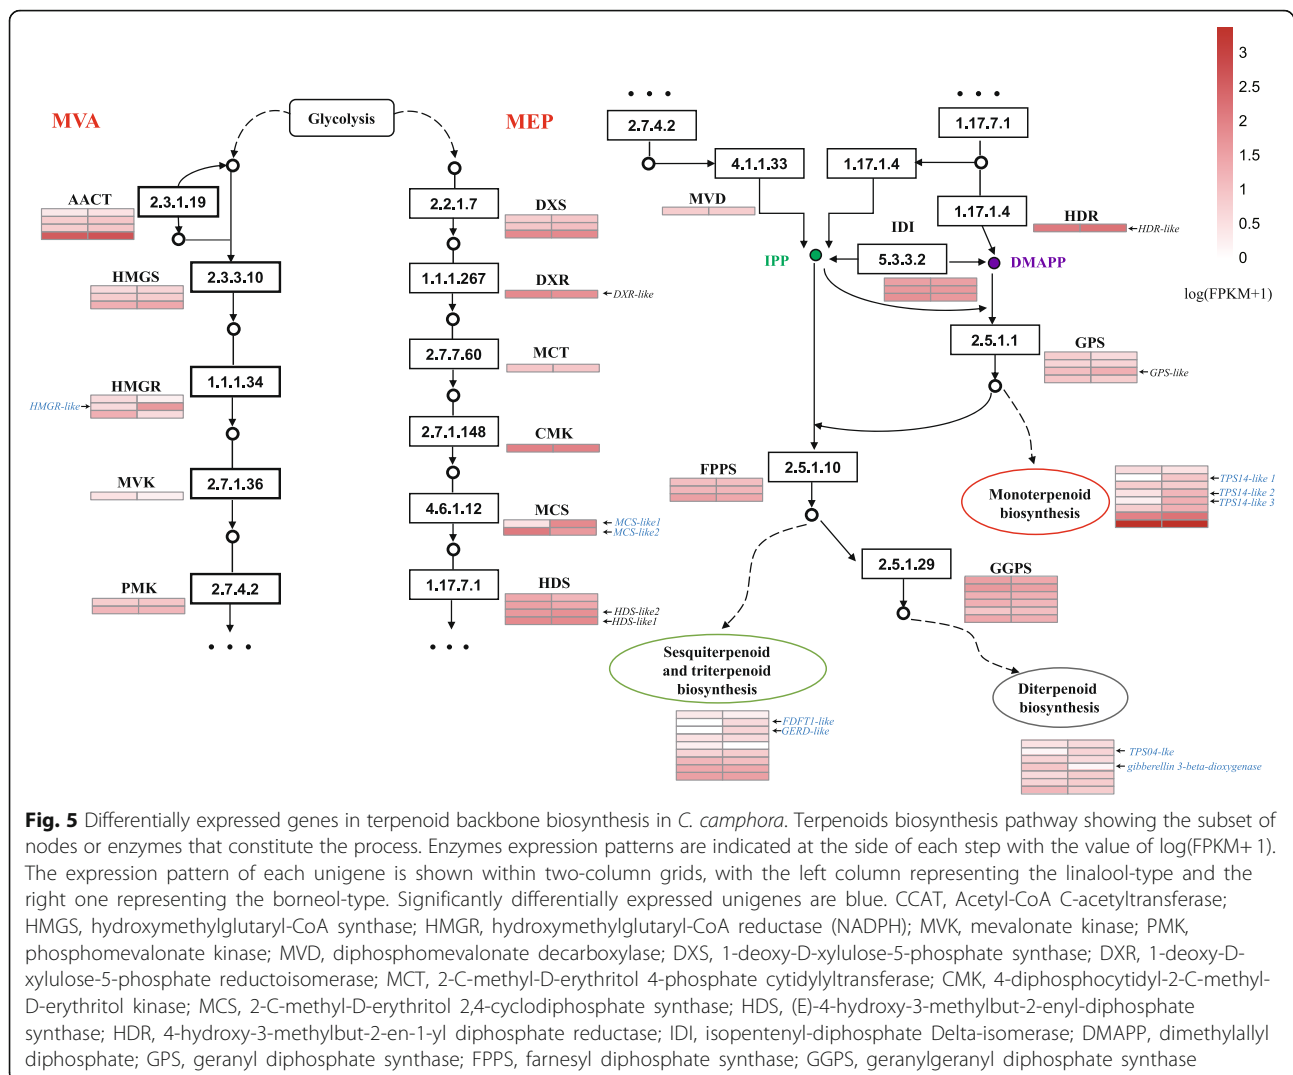 MVA
Glycolysis
MEP
AACT
2.3.1.19
HMGS
2.3.3.10
HMGR
HMGR-like
1.1.1.34
MVK
2.7.1.36
PMK
2.7.4.2
• • •
2.2.1.7
DXS
1.1.1.267
DXR
DXR-like
2.7.7.60
MCT
2.7.1.148
CMK
4.6.1.12
MCS
MCS-like1
MCS-like2
1.17.7.1
HDS
HDS-like2
HDS-like1
• • •
• • •
2.7.4.2
4.1.1.33
MVD
• • •
1.17.7.1
1.17.1.4
1.17.1.4
HDR
HDR-like
IDI
IPP
5.3.3.2
DMAPP
2.5.1.1
GPS
GPS-like
2.5.1.10
FPPS
Monoterpenoid
biosynthesis
TPS14-like 1
TPS14-like 2
TPS14-like 3
2.5.1.29
GGPS
Sesquiterpenoid
and triterpenoid
biosynthesis
FDFT1-like
GERD-like
Diterpenoid
biosynthesis
TPS04-lke
gibberellin 3-beta-dioxygenase
3
2.5
2
1.5
1
0.5
0
log(FPKM+1)
Fig. 5 Differentially expressed genes in terpenoid backbone biosynthesis in C. camphora. Terpenoids biosynthesis pathway showing the subset of
nodes or enzymes that constitute the process. Enzymes expression patterns are indicated at the side of each step with the value of log(FPKM+ 1).
The expression pattern of each unigene is shown within two-column grids, with the left column representing the linalool-type and the
right one representing the borneol-type. Significantly differentially expressed unigenes are blue. CCAT, Acetyl-CoA C-acetyltransferase;
HMGS, hydroxymethylglutaryl-CoA synthase; HMGR, hydroxymethylglutaryl-CoA reductase (NADPH); MVK, mevalonate kinase; PMK,
phosphomevalonate kinase; MVD, diphosphomevalonate decarboxylase; DXS, 1-deoxy-D-xylulose-5-phosphate synthase; DXR, 1-deoxy-D-
xylulose-5-phosphate reductoisomerase; MCT, 2-C-methyl-D-erythritol 4-phosphate cytidylyltransferase; CMK, 4-diphosphocytidyl-2-C-methyl-
D-erythritol kinase; MCS, 2-C-methyl-D-erythritol 2,4-cyclodiphosphate synthase; HDS, (E)-4-hydroxy-3-methylbut-2-enyl-diphosphate
synthase; HDR, 4-hydroxy-3-methylbut-2-en-1-yl diphosphate reductase; IDI, isopentenyl-diphosphate Delta-isomerase; DMAPP, dimethylallyl
diphosphate; GPS, geranyl diphosphate synthase; FPPS, farnesyl diphosphate synthase; GGPS, geranylgeranyl diphosphate synthase